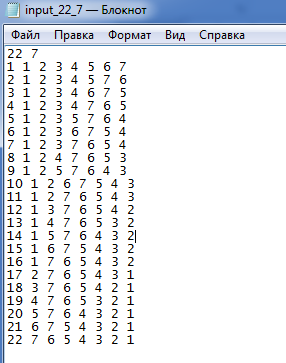 input_22_7 — Блокнот
Файл Правка Формат Вид Справка
22 7
1 1 2 3 4 5 6 7
2 1 2 3 4 5 7 6
3 1 2 3 4 6 7 5
4 1 2 3 4 7 6 5
5 1 2 3 5 7 6 4
6 1 2 3 6 7 5 4
7 1 2 3 7 6 5 4
8 1 2 4 7 6 5 3
9 1 2 5 7 6 4 3
10 1 2 6 7 5 4 3
11 1 2 7 6 5 4 3
12 1 3 7 6 5 4 2
13 1 4 7 6 5 3 2
14 1 5 7 6 4 3 2
15 1 6 7 5 4 3 2
16 1 7 6 5 4 3 2
17 2 7 6 5 4 3 1
18 3 7 6 5 4 2 1
19 4 7 6 5 3 2 1
20 5 7 6 4 3 2 1
21 6 7 5 4 3 2 1
22 7 6 5 4 3 2 1